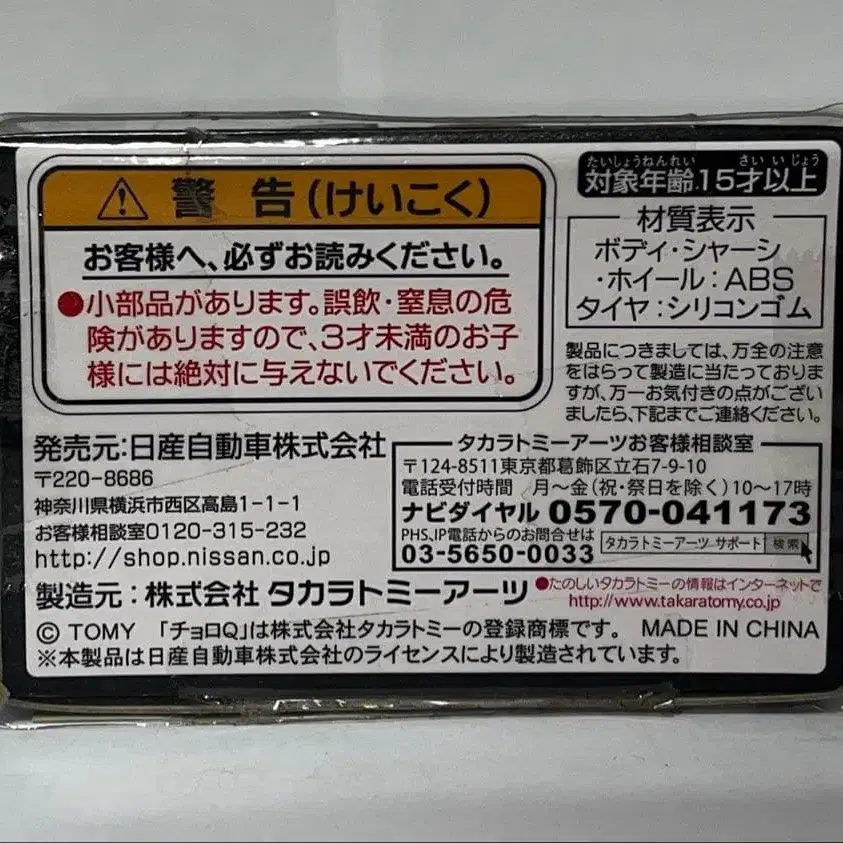 ⚠ 警告(けいこく)
お客様へ、必ずお読みください。
●小部品があります。誤飲・窒息の危
険がありますので、3才未満のお子
様には絶対に与えないでください。
たいしょうねんれい さいいじょう
対象年齢.15才以上
材質表示
ボディ・シャーシ
・ホイール:ABS
タイヤ:シリコンゴム
製品につきましては、万全の注意
をはらって製造に当たっておりま
すが、万一お気付きの点がござい
ましたら、下記までご連絡ください。
発売元:日産自動車株式会社
〒220-8686
神奈川県横浜市西区高島1-1-1
お客様相談室0120-315-232
http://shop.nissan.co.jp
タカラトミーアーツお客様相談室
〒124-8511東京都葛飾区立石7-9-10
電話受付時間 月〜金(祝・祭日を除く)10〜17時
ナビダイヤル 0570-041173
PHS、IP電話からのお問合せは
03-5650-0033
タカラトミーアーツ サポート 検索
製造元:株式会社 タカラトミーアーツ
●たのしいタカラトミーの情報はインターネットで
http://www.takaratomy.co.jp
© TOMY 「チョロQ」は株式会社タカラトミーの登録商標です。 MADE IN CHINA
※本製品は日産自動車株式会社のライセンスにより製造されています。